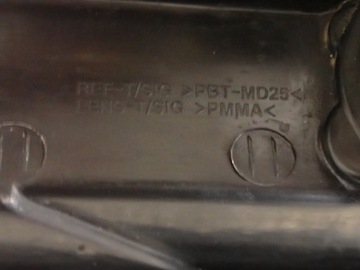 REF-T/SIG >PBT-MD25<
LENS-T/SIG >PMMA<